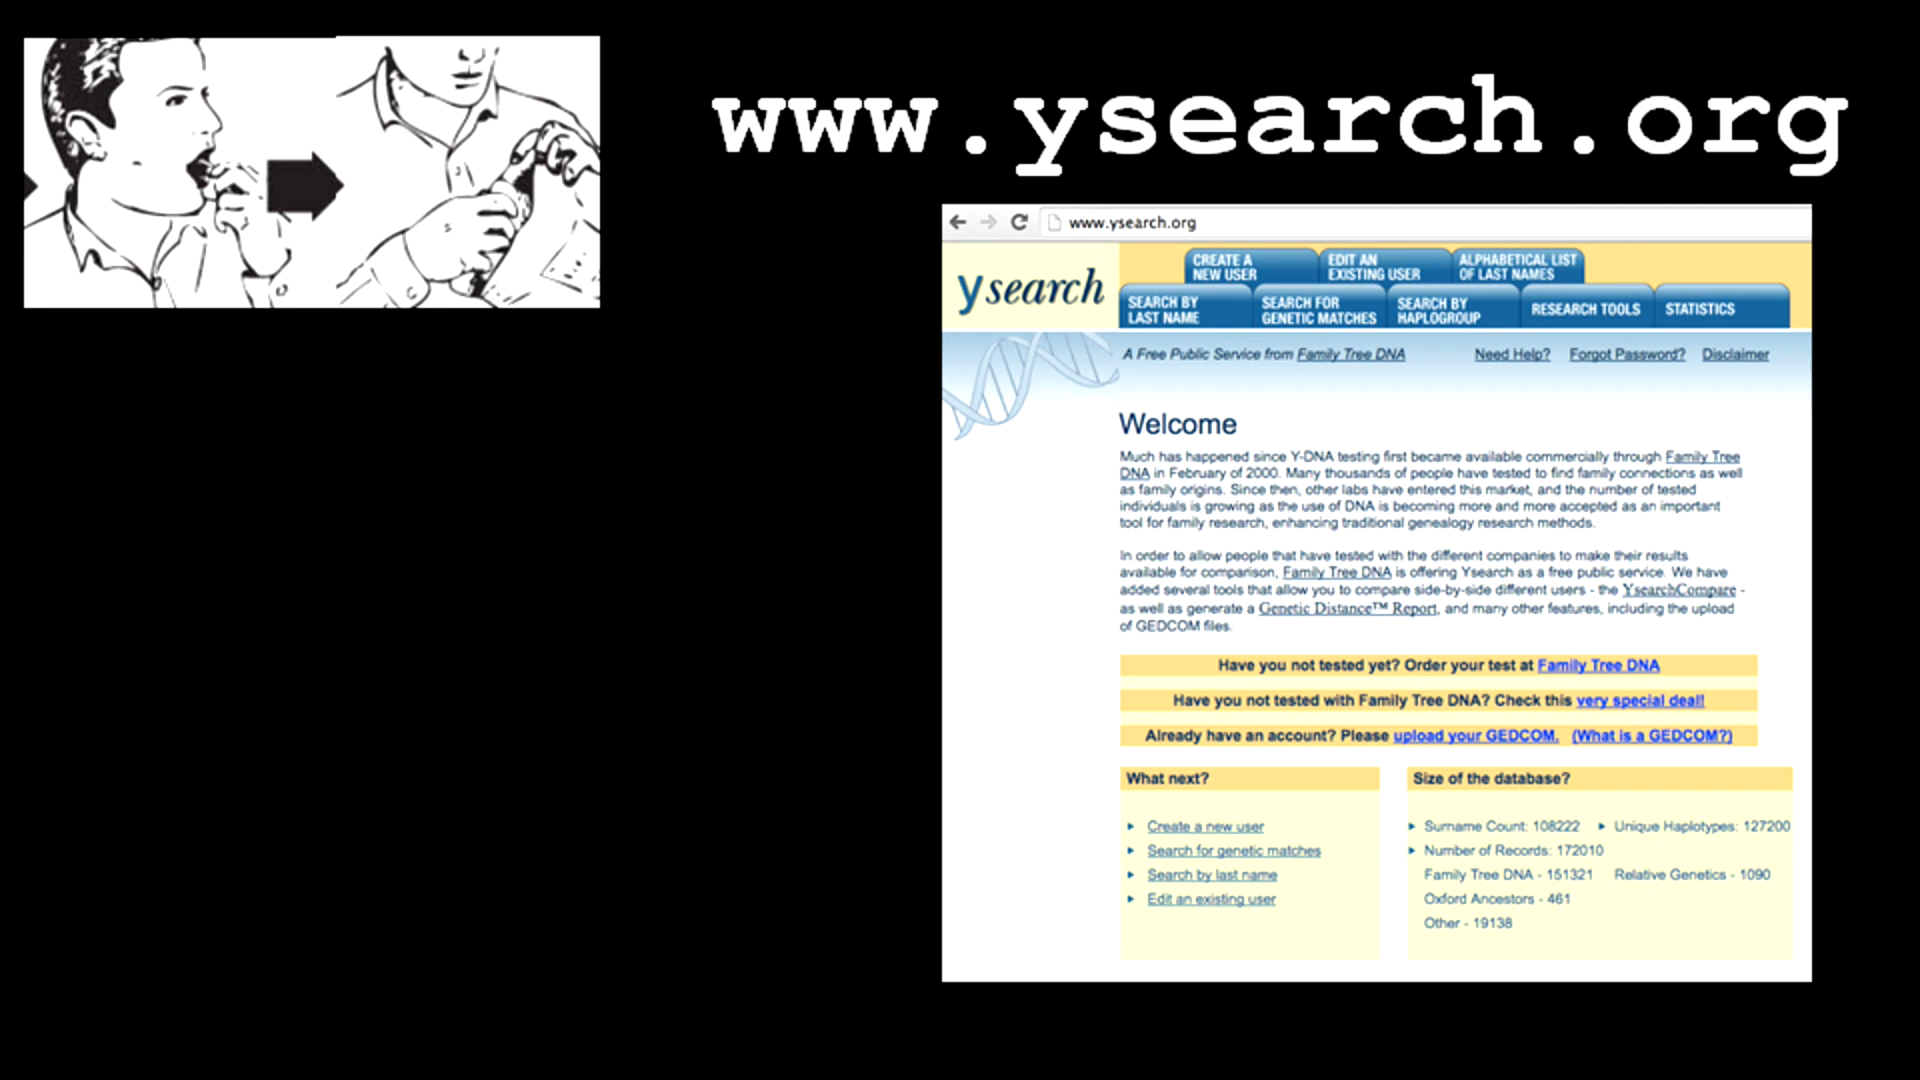 www.ysearch.org
www.ysearch.org
ysearch
CREATE A
NEW USER
EDIT AN
EXISTING USER
ALPHABETICAL LIST
OF LAST NAMES
SEARCH BY
LAST NAME
SEARCH FOR
GENETIC MATCHES
SEARCH BY
HAPLOGROUP
RESEARCH TOOLS
STATISTICS
A Free Public Service from Family Tree DNA
Need Help? Forgot Password? Disclaimer
Welcome
Much has happened since Y-DNA testing first became available commercially through Family Tree
DNA in February of 2000. Many thousands of people have tested to find family connections as well
as family origins. Since then, other labs have entered this market, and the number of tested
individuals is growing as the use of DNA is becoming more and more accepted as an important
tool for family research, enhancing traditional genealogy research methods.
In order to allow people that have tested with the different companies to make their results
available for comparison, Family Tree DNA is offering Ysearch as a free public service. We have
added several tools that allow you to compare side-by-side different users - the YsearchCompare -
as well as generate a Genetic Distance™ Report, and many other features, including the upload
of GEDCOM files.
Have you not tested yet? Order your test at Family Tree DNA
Have you not tested with Family Tree DNA? Check this very special deal!
Already have an account? Please upload your GEDCOM. (What is a GEDCOM?)
What next?
Create a new user
Search for genetic matches
Search by last name
Edit an existing user
Size of the database?
Surname Count: 108222 Unique Haplotypes: 127200
Number of Records: 172010
Family Tree DNA - 151321 Relative Genetics - 1090
Oxford Ancestors - 461
Other - 19138